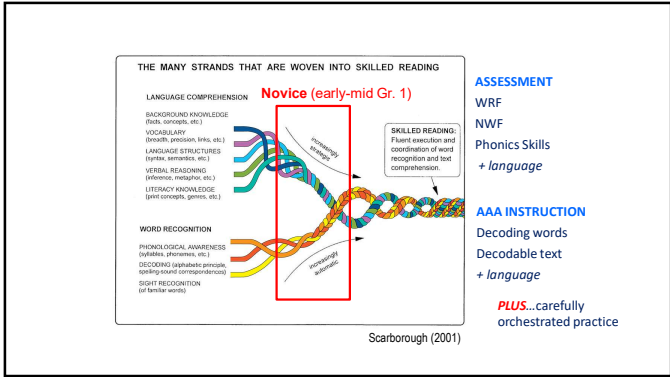 THE MANY STRANDS THAT ARE WOVEN INTO SKILLED READING
Novice (early-mid Gr. 1)
LANGUAGE COMPREHENSION
BACKGROUND KNOWLEDGE
(facts, concepts, etc.)
VOCABULARY
(breadth, precision, links, etc.)
LANGUAGE STRUCTURES
(syntax, semantics, etc.)
VERBAL REASONING
(inference, metaphor, etc.)
LITERACY KNOWLEDGE
(print concepts, genres, etc.)
WORD RECOGNITION
PHONOLOGICAL AWARENESS
(syllables, phonemes, etc.)
DECODING (alphabetic principle,
spelling-sound correspondences)
SIGHT RECOGNITION
(of familiar words)
increasingly
strategic
increasingly
automatic
SKILLED READING:
Fluent execution and
coordination of word
recognition and text
comprehension.
Scarborough (2001)
ASSESSMENT
WRF
NWF
Phonics Skills
+ language
AAA INSTRUCTION
Decoding words
Decodable text
+ language
PLUS...carefully
orchestrated practice